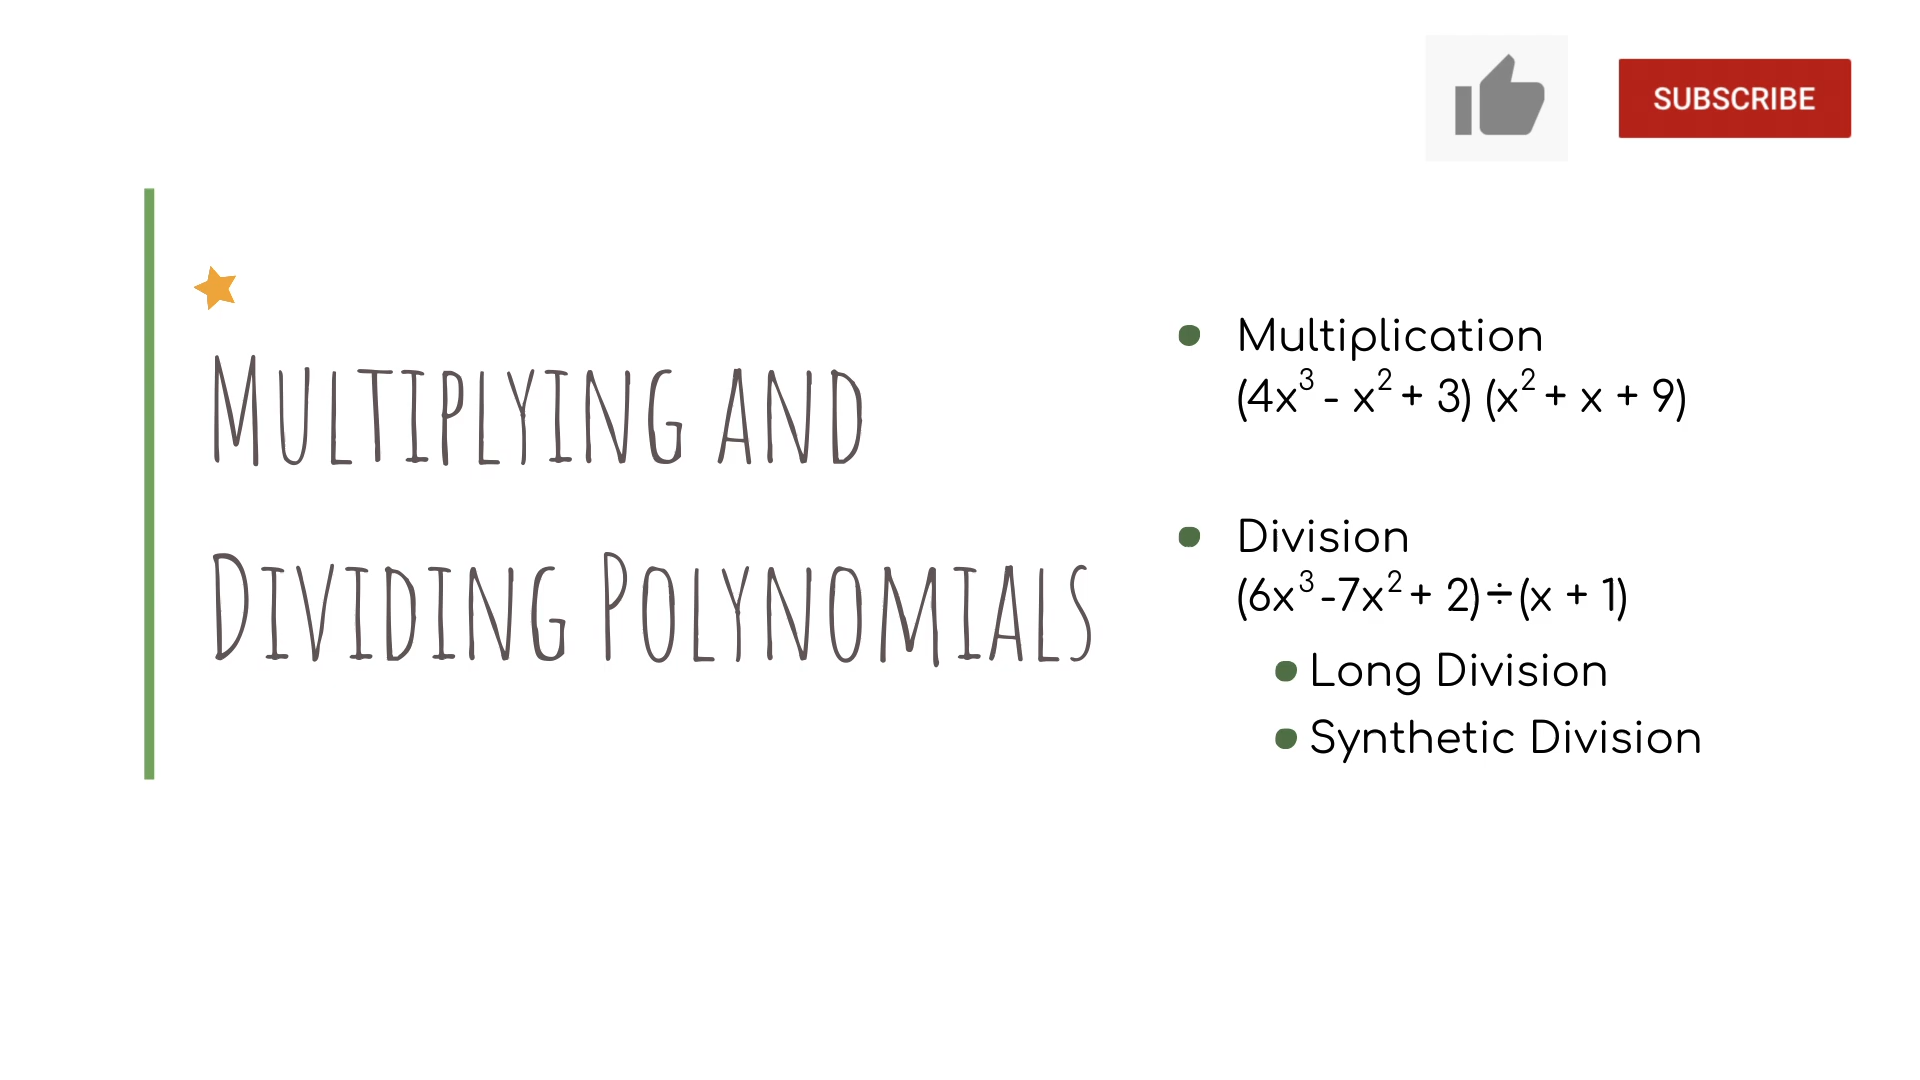 SUBSCRIBE
Multiplying and
Dividing Polynomials
Multiplication
(4x³ - x² + 3) (x² + x + 9)
Division
(6x³ -7x² + 2) ÷ (x + 1)
Long Division
Synthetic Division